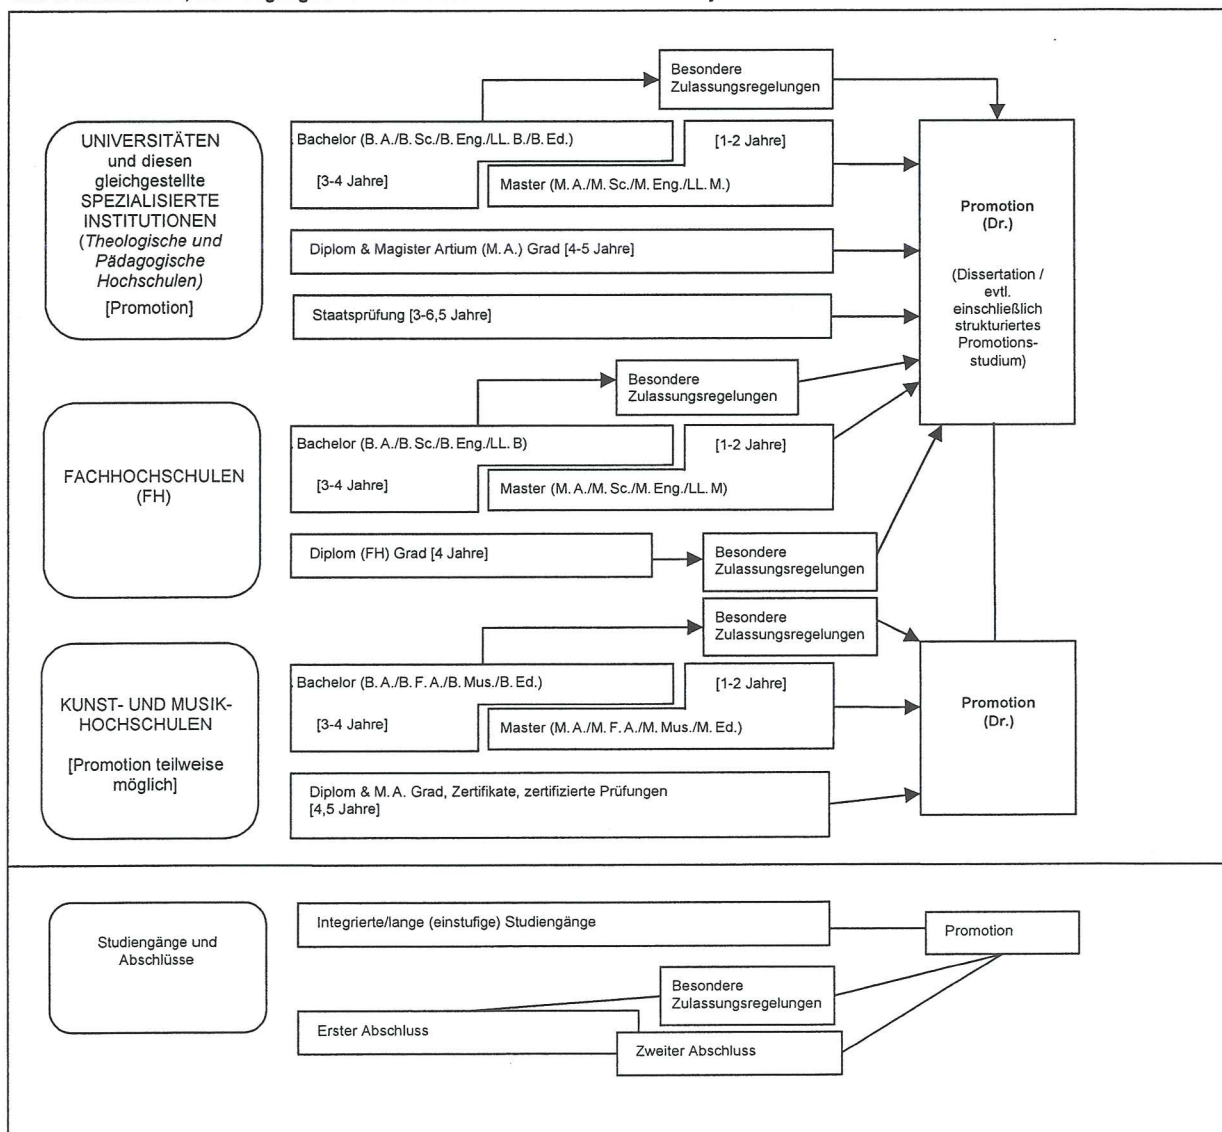 Besondere
Zulassungsregelungen
UNIVERSITÄTEN
und diesen
gleichgestellte
SPEZIALISIERTE
INSTITUTIONEN
(Theologische und
Pädagogische
Hochschulen)
[Promotion]
Bachelor (B. A./B. Sc./B. Eng./LL. B./B. Ed.)
[3-4 Jahre]
[1-2 Jahre]
Master (M. A./M. Sc./M. Eng./LL. M.)
Diplom & Magister Artium (M. A.) Grad [4-5 Jahre]
Staatsprüfung [3-6,5 Jahre]
Promotion
(Dr.)
(Dissertation /
evtl.
einschließlich
strukturiertes
Promotions-
studium)
Besondere
Zulassungsregelungen
FACHHOCHSCHULEN
(FH)
Bachelor (B. A./B. Sc./B. Eng./LL. B)
[3-4 Jahre]
[1-2 Jahre]
Master (M. A./M. Sc./M. Eng./LL. M)
Diplom (FH) Grad [4 Jahre]
Besondere
Zulassungsregelungen
Besondere
Zulassungsregelungen
KUNST- UND MUSIK-
HOCHSCHULEN
[Promotion teilweise
möglich]
Bachelor (B. A./B. F. A./B. Mus./B. Ed.)
[3-4 Jahre]
[1-2 Jahre]
Master (M. A./M. F. A./M. Mus./M. Ed.)
Diplom & M. A. Grad, Zertifikate, zertifizierte Prüfungen
[4,5 Jahre]
Promotion
(Dr.)
Studiengänge und
Abschlüsse
Integrierte/lange (einstufige) Studiengänge
Promotion
Besondere
Zulassungsregelungen
Erster Abschluss
Zweiter Abschluss